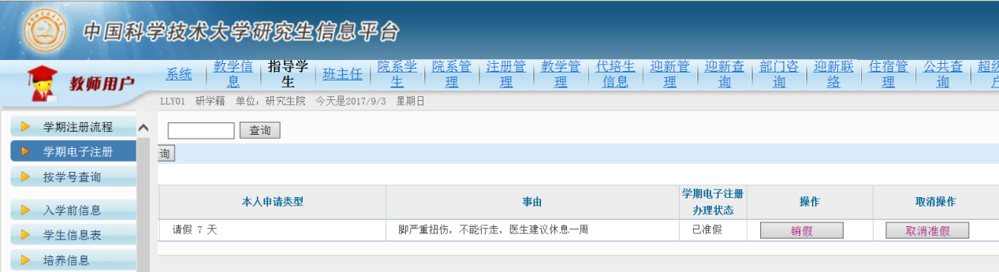 中国科学技术大学研究生信息平台
教师用户
系统
教学信息
指导学生
班主任
院系学生
院系管理
注册管理
教学管理
代培生信息
迎新管理
迎新查询
部门咨询
迎新联络
住宿管理
公共查询
超级
户
LLY01 研学籍 单位：研究生院 今天是2017/9/3 星期日
学期注册流程
学期电子注册
按学号查询
入学前信息
学生信息表
培养信息
查询
询
本人申请类型
事由
学期电子注册
办理状态
操作
取消操作
请假 7 天
脚严重扭伤，不能行走，医生建议休息一周
已准假
销假
取消准假